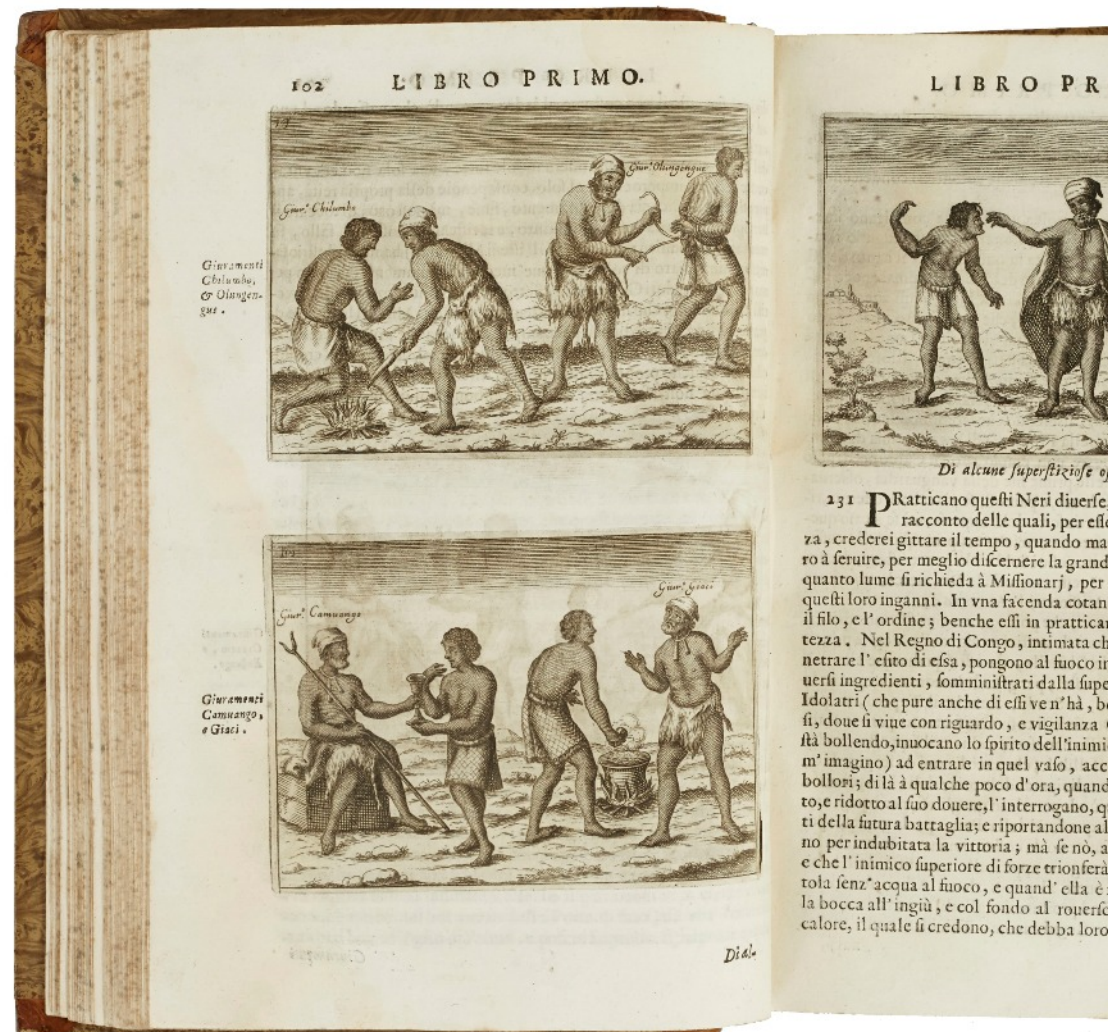 102 LIBRO PRIMO.
Giur.º Chilumbo
Giur.º Olungengue
Giuramenti
Chilumbo,
& Olungen-
gue.
Giur.º Camuango
Giur.º Giaci
Giuramenti
Camuango,
e Giaci.
Di al-
LIBRO PR
Di alcune ſuperſtizioſe o
231 PRatticano queſti Neri diuerſe
racconto delle quali, per eſſ
za, crederei gittare il tempo, quando ma
ro à ſeruire, per meglio diſcernere la grand
quanto lume ſi richieda à Miſſionarj, per
queſti loro inganni. In vna facenda cotan
il filo, e l' ordine; benche eſſi in pratticar
tezza. Nel Regno di Congo, intimata ch
netrare l' eſito di eſsa, pongono al fuoco in
uerſi ingredienti, ſomminiſtrati dalla ſupe
Idolatri (che pure anche di eſſi ve n'hà, b
ſi, doue ſi viue con riguardo, e vigilanza
ſtà bollendo, inuocano lo ſpirito dell'inimi
m'imagino) ad entrare in quel vaſo, acc
bollori; di là à qualche poco d'ora, quand
to, e ridotto al ſuo douere, l' interrogano, q
ti della futura battaglia; e riportandone al
no per indubitata la vittoria; mà ſe nò, a
e che l' inimico ſuperiore di forze trionferà
tola ſenz'acqua al fuoco, e quand' ella è
la bocca all' ingiù, e col fondo al rouerſ
calore, il quale ſi credono, che debba loro